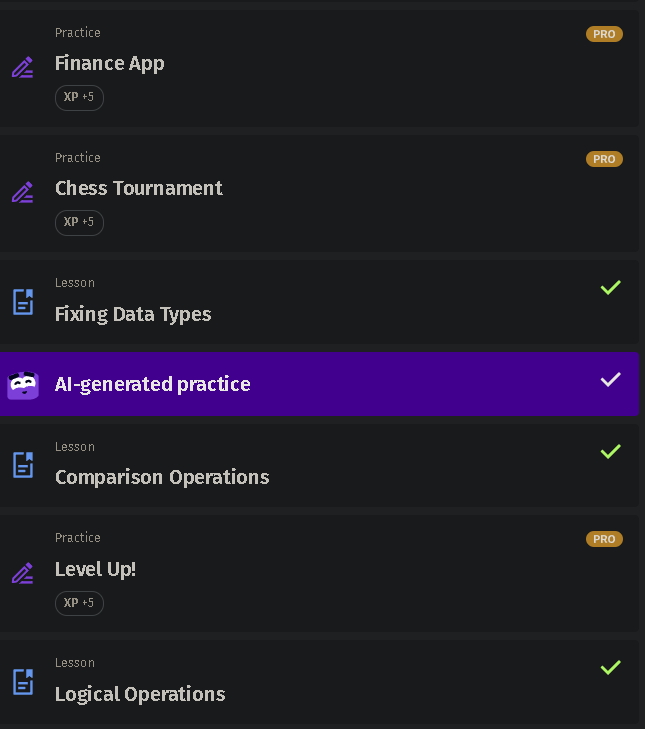 Practice
PRO
Finance App
XP +5
Practice
PRO
Chess Tournament
XP +5
Lesson
Fixing Data Types
AI-generated practice
Lesson
Comparison Operations
Practice
PRO
Level Up!
XP +5
Lesson
Logical Operations